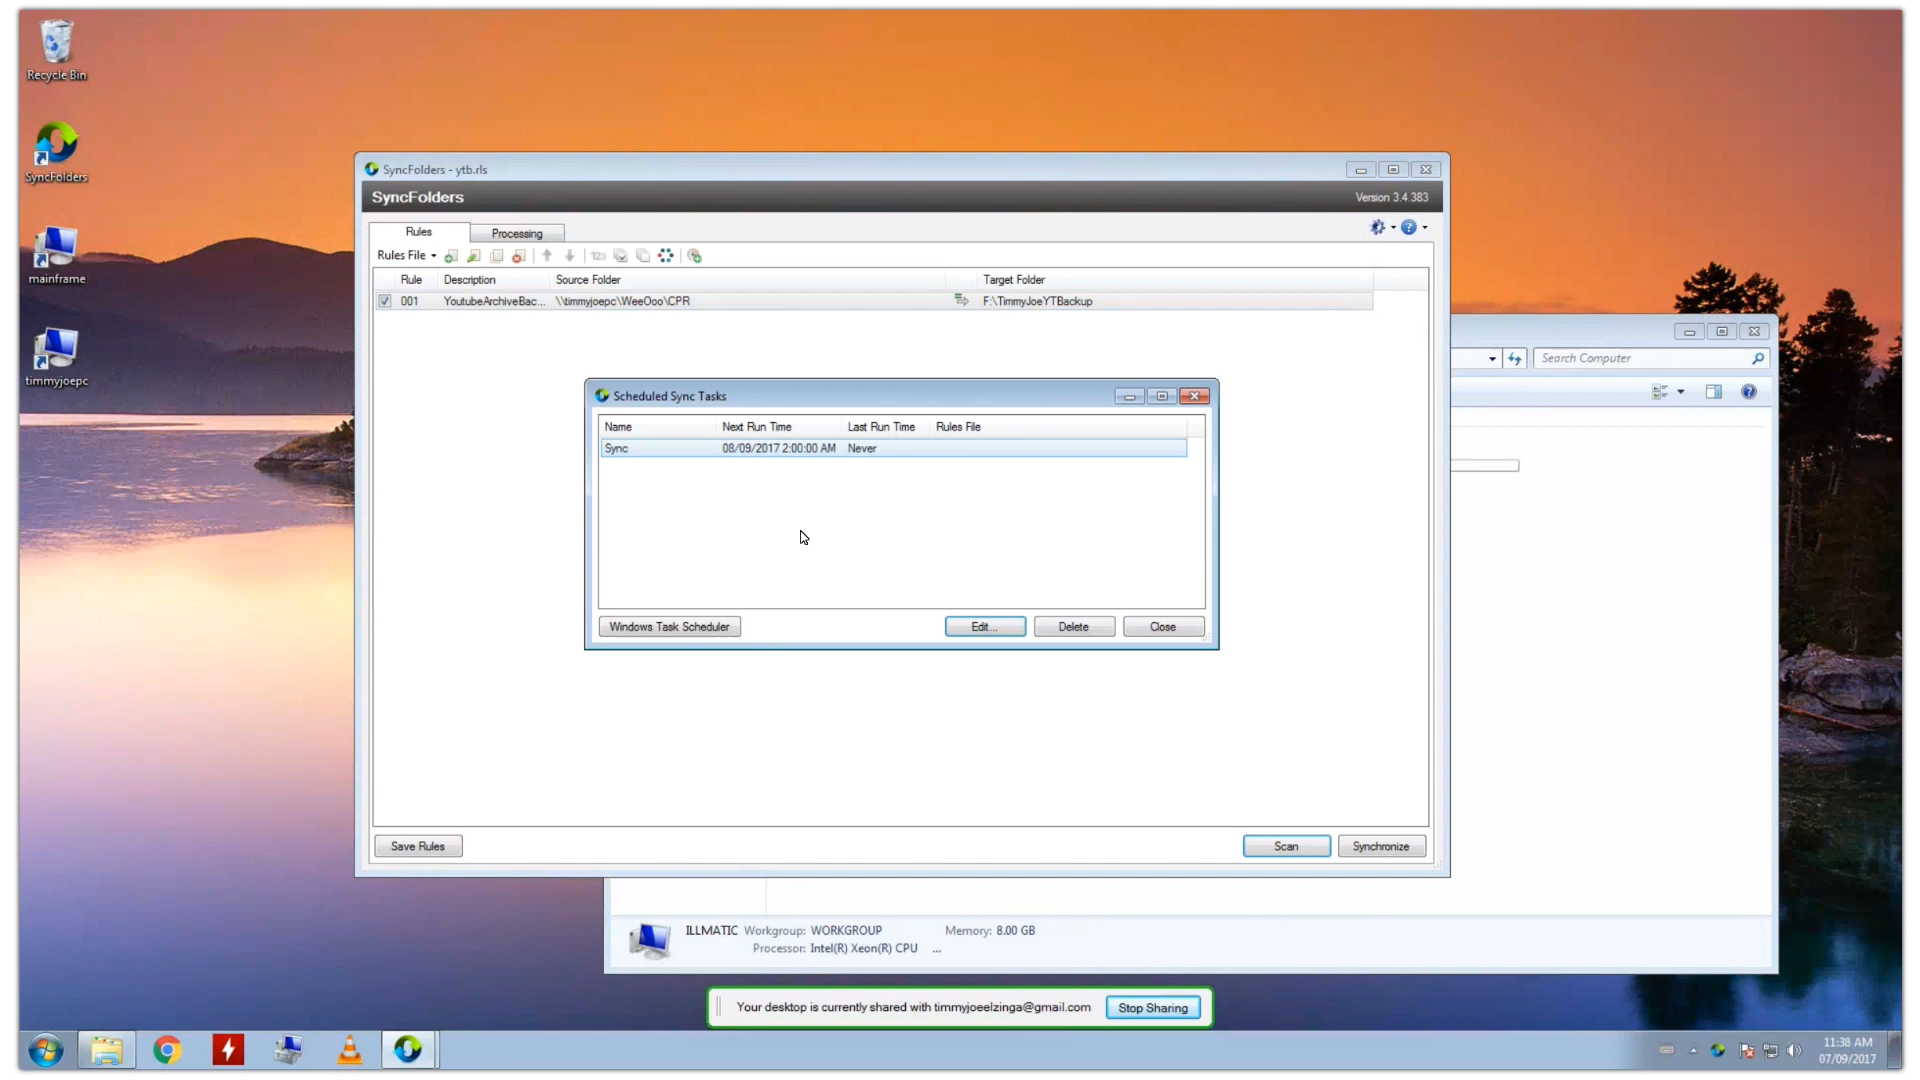 Recycle Bin
SyncFolders
mainframe
timmyjoepc
SyncFolders - ytb.rls
SyncFolders
Version 3.4.383
Rules
Processing
Rules File
Rule Description Source Folder Target Folder
001 YoutubeArchiveBac... \\timmyjoepc\WeeOoo\CPR F:\TimmyJoeYTBackup
Search Computer
Scheduled Sync Tasks
Name Next Run Time Last Run Time Rules File
Sync 08/09/2017 2:00:00 AM Never
Windows Task Scheduler
Edit...
Delete
Close
Save Rules
Scan
Synchronize
ILLMATIC Workgroup: WORKGROUP Memory: 8.00 GB
Processor: Intel(R) Xeon(R) CPU ...
Your desktop is currently shared with timmyjoeelzinga@gmail.com
Stop Sharing
11:38 AM
07/09/2017